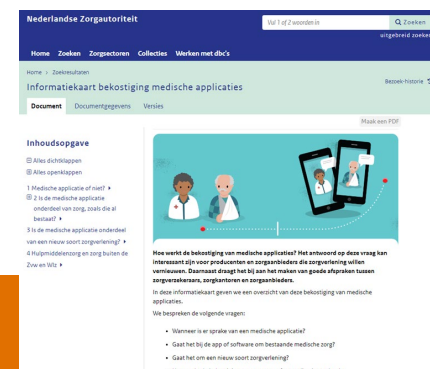 Nederlandse Zorgautoriteit
Vul 1 of 2 woorden in
Zoeken
uitgebreid zoeken
Home Zoeken Zorgsectoren Collecties Werken met dbc's
Home > Zoekresultaten
Bezoek-historie
Informatiekaart bekostiging medische applicaties
Document Documentgegevens Versies
Maak een PDF
Inhoudsopgave
Alles dichtklappen
Alles openklappen
1 Medische applicatie of niet?
2 Is de medische applicatie
onderdeel van zorg, zoals die al
bestaat?
3 Is de medische applicatie onderdeel
van een nieuw soort zorgverlening?
4 Hulpmiddelenzorg en zorg buiten de
Zvw en Wlz
Hoe werkt de bekostiging van medische applicaties? Het antwoord op deze vraag kan
interessant zijn voor producenten en zorgaanbieders die zorgverlening willen
vernieuwen. Daarnaast draagt het bij aan het maken van goede afspraken tussen
zorgverzekeraars, zorgkantoren en zorgaanbieders.
In deze informatiekaart geven we een overzicht van deze bekostiging van medische
applicaties.
We bespreken de volgende vragen:
• Wanneer is er sprake van een medische applicatie?
• Gaat het bij de app of software om bestaande medische zorg?
• Gaat het om een nieuw soort zorgverlening?